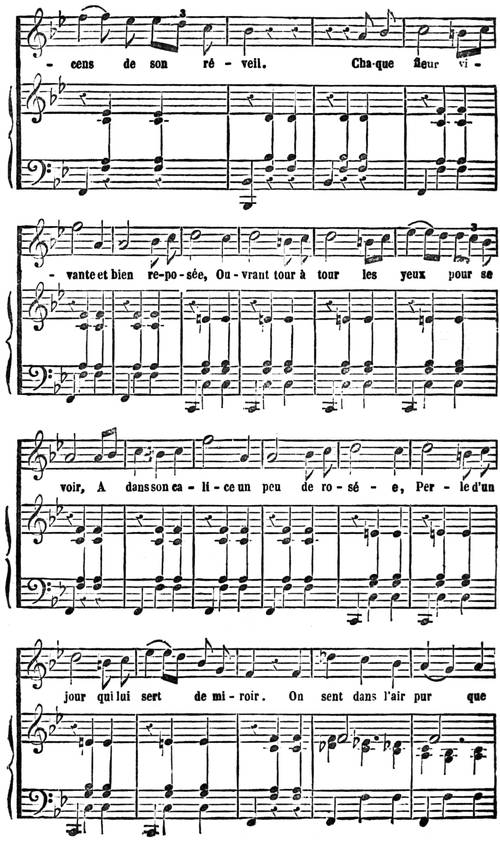 - cens de son ré - veil. Cha-que fleur vi -
- vante et bien re-po-sée, Ou-vrant tour à tour les yeux pour se
voir, A dans son ca - li - ce un peu de ro - sé - e, Per - le d'un
jour qui lui sert de mi - roir. On sent dans l'air pur que